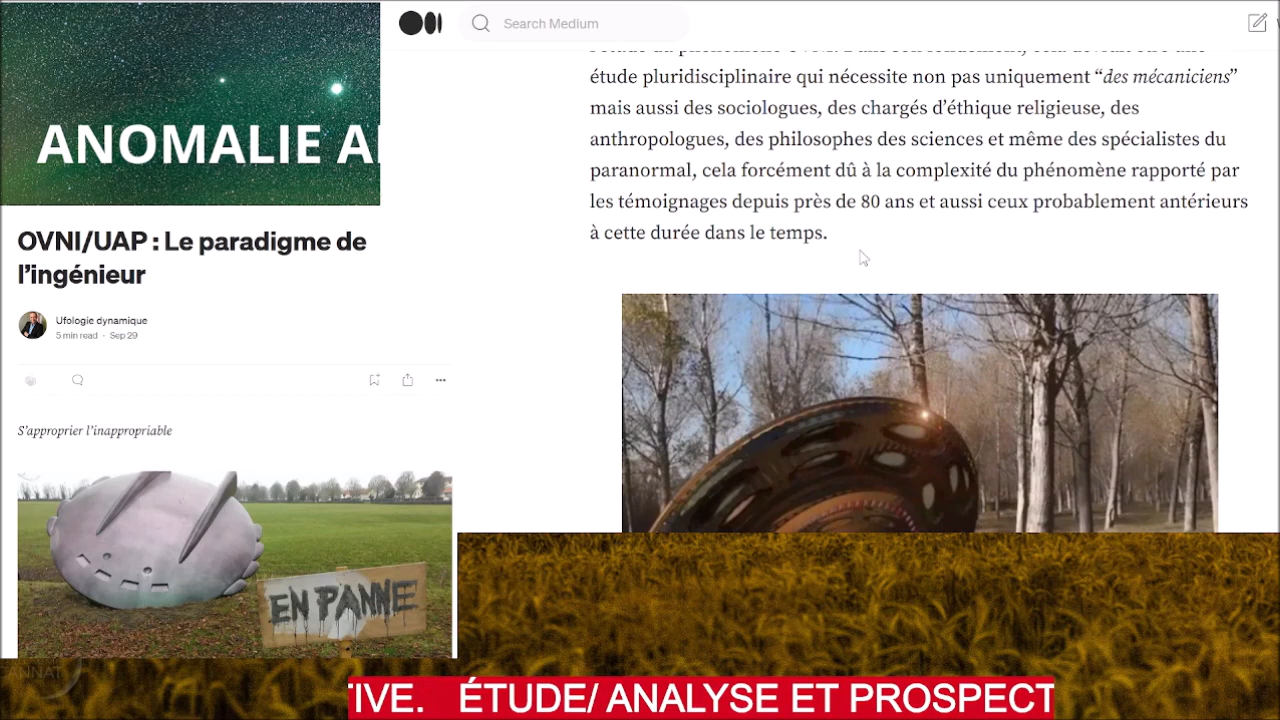 ANOMALIE
Search Medium
étude pluridisciplinaire qui nécessite non pas uniquement “des mécaniciens”
mais aussi des sociologues, des chargés d’éthique religieuse, des
anthropologues, des philosophes des sciences et même des spécialistes du
paranormal, cela forcément dû à la complexité du phénomène rapporté par
les témoignages depuis près de 80 ans et aussi ceux probablement antérieurs
à cette durée dans le temps.
OVNI/UAP : Le paradigme de
l’ingénieur
Ufologie dynamique
5 min read · Sep 29
S’approprier l’inappropriable
EN PANNE
ANNAT
TIVE. ÉTUDE/ ANALYSE ET PROSPECT